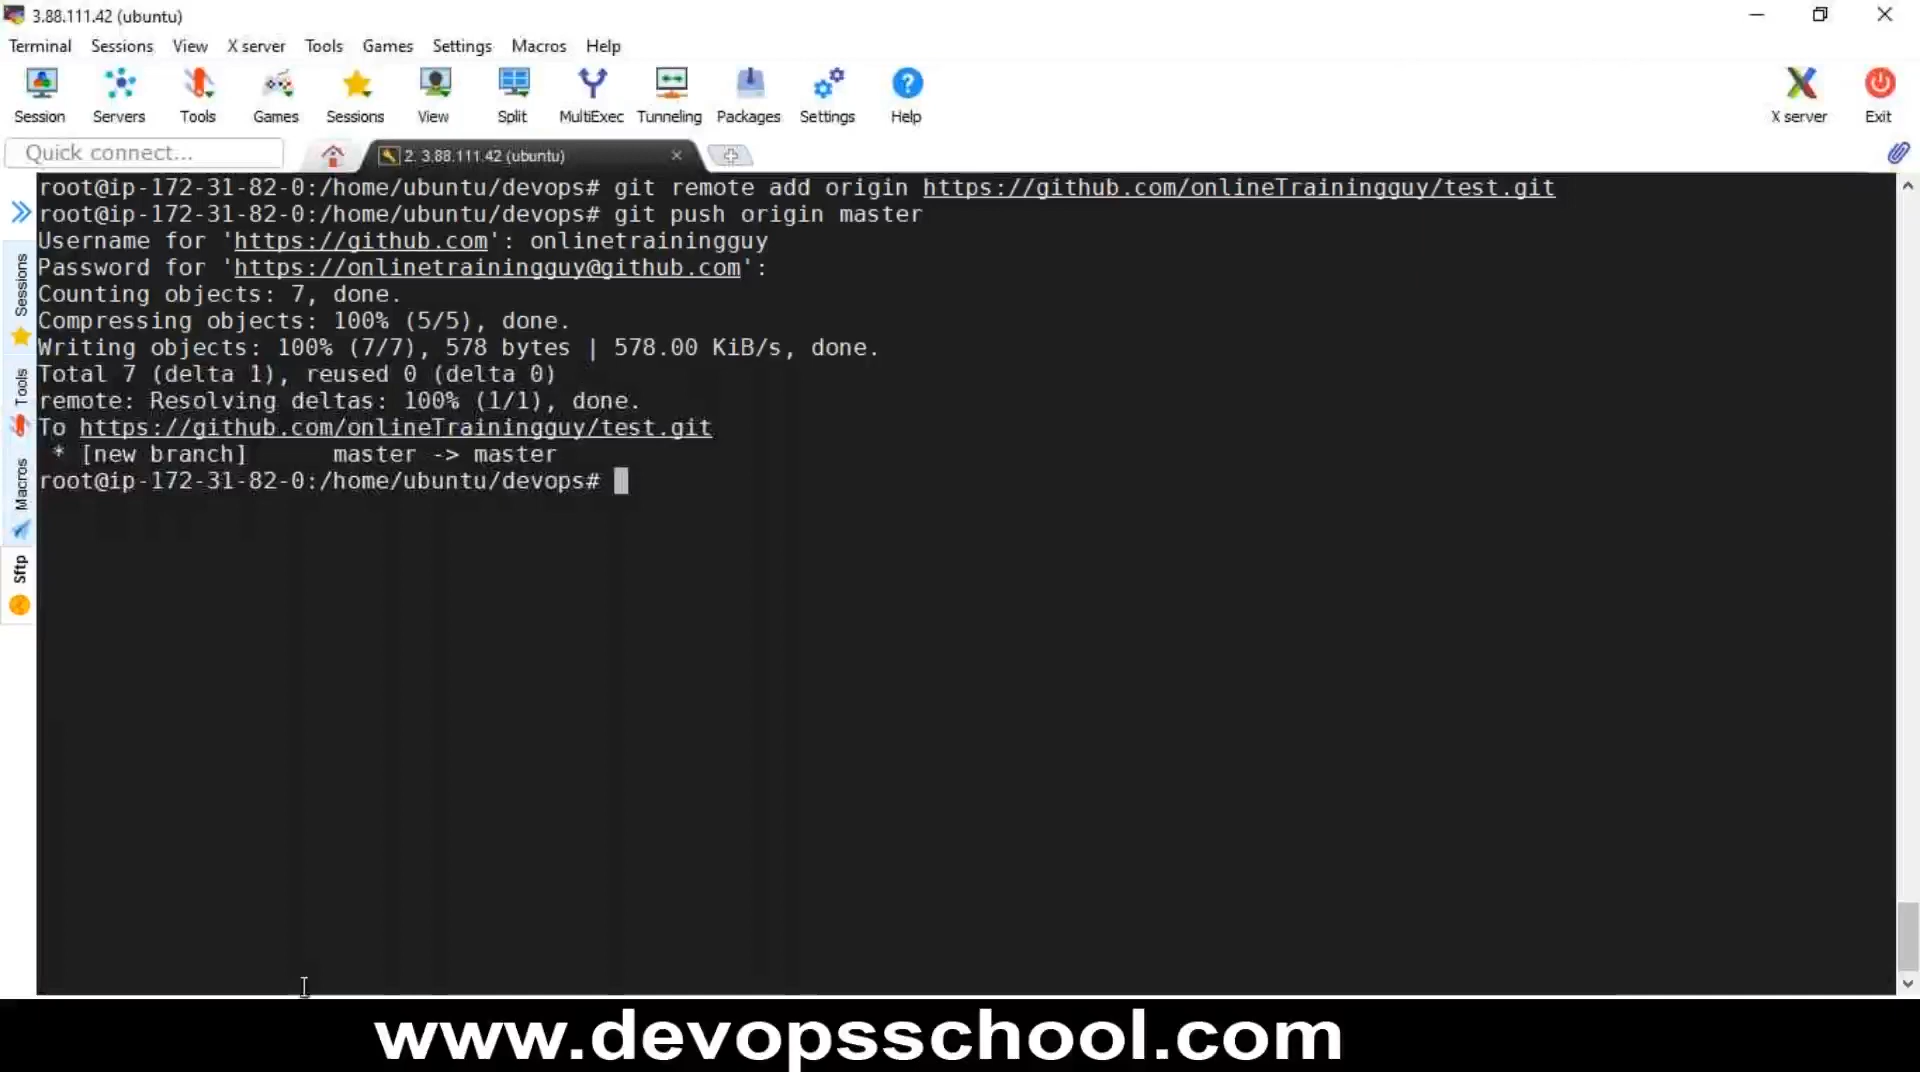 3.88.111.42 (ubuntu)
Terminal Sessions View X server Tools Games Settings Macros Help
Session Servers Tools Games Sessions View Split MultiExec Tunneling Packages Settings Help X server Exit
Quick connect...
2. 3.88.111.42 (ubuntu)
root@ip-172-31-82-0:/home/ubuntu/devops# git remote add origin https://github.com/onlineTrainingguy/test.git
root@ip-172-31-82-0:/home/ubuntu/devops# git push origin master
Username for 'https://github.com': onlinetrainingguy
Password for 'https://onlinetrainingguy@github.com':
Counting objects: 7, done.
Compressing objects: 100% (5/5), done.
Writing objects: 100% (7/7), 578 bytes | 578.00 KiB/s, done.
Total 7 (delta 1), reused 0 (delta 0)
remote: Resolving deltas: 100% (1/1), done.
To https://github.com/onlineTrainingguy/test.git
 * [new branch]      master -> master
root@ip-172-31-82-0:/home/ubuntu/devops#
Sessions
Tools
Macros
Sftp
www.devopsschool.com